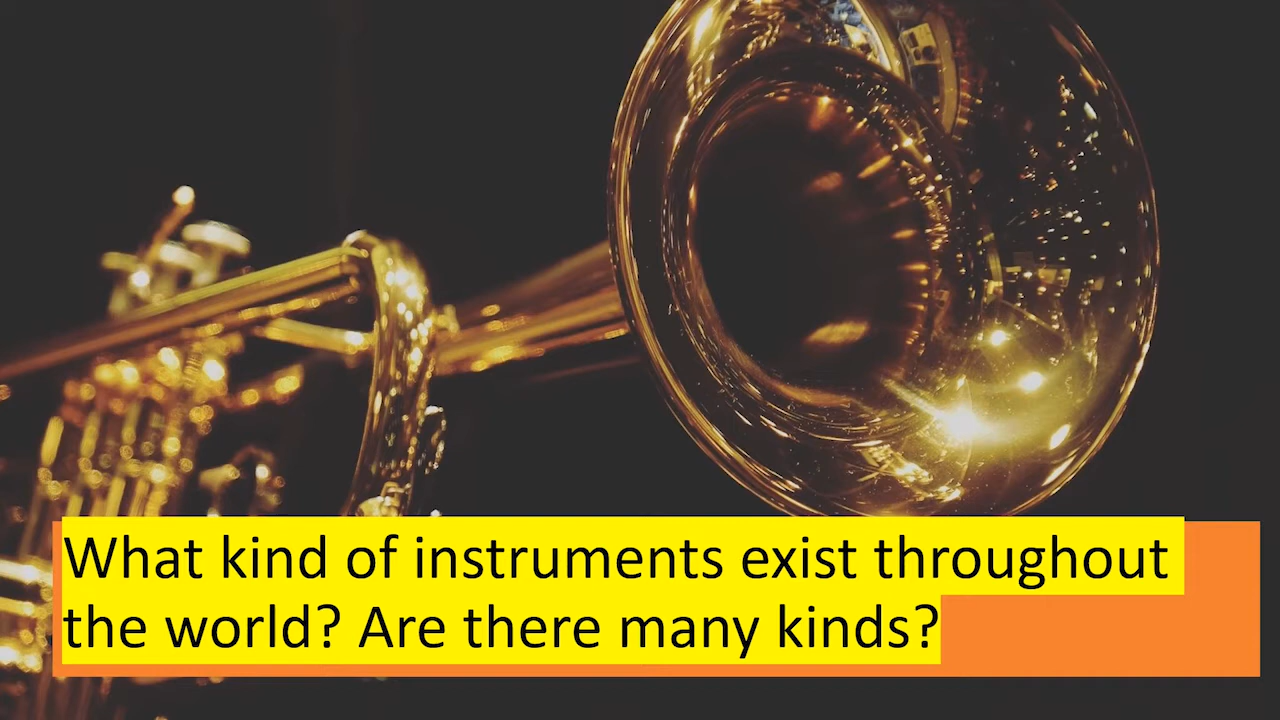 What kind of instruments exist throughout
the world? Are there many kinds?